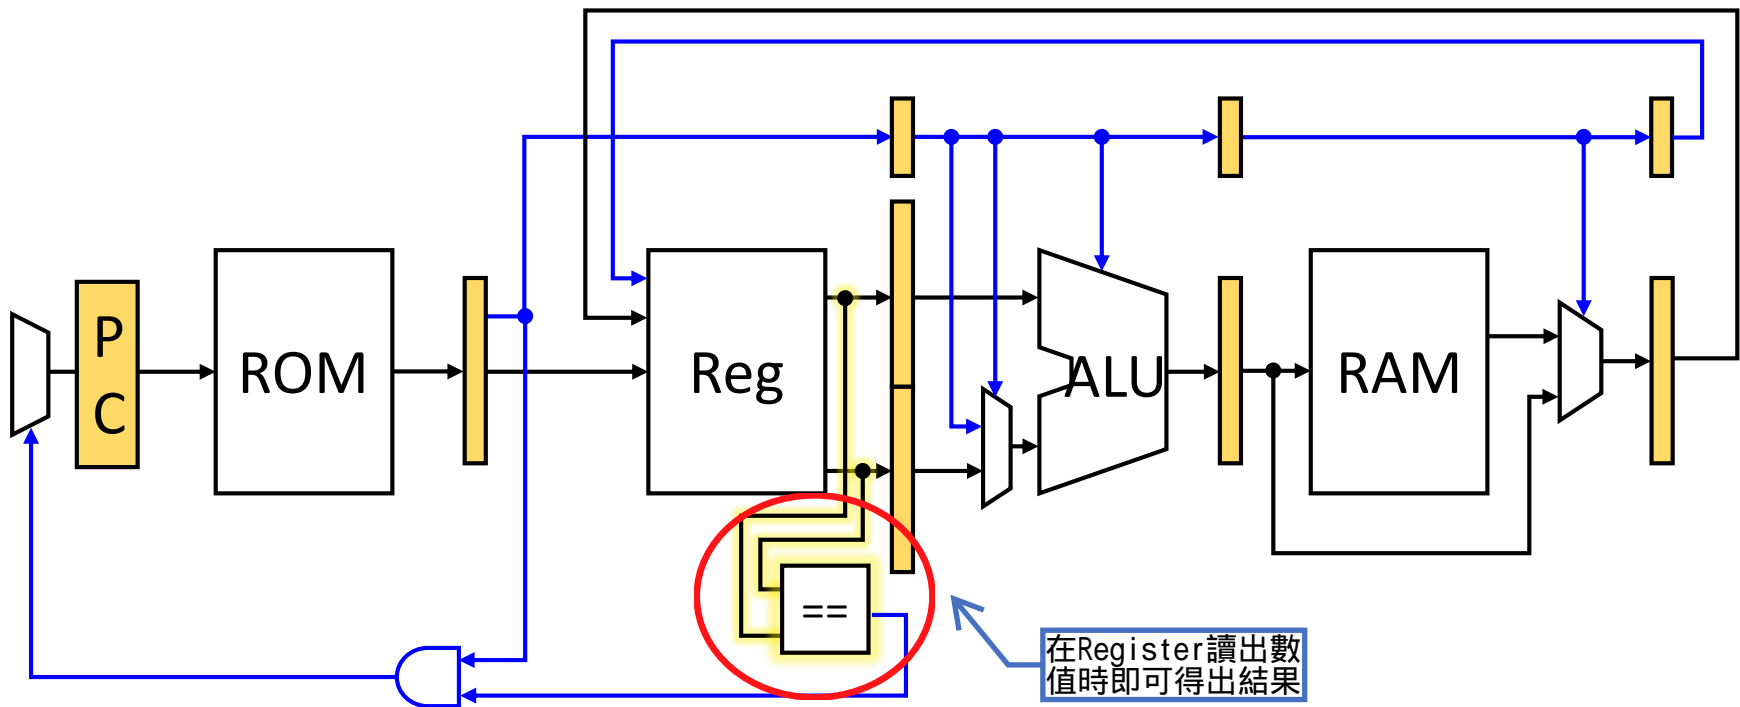 P
C
ROM
Reg
ALU
RAM
==
在Register讀出數
值時即可得出結果